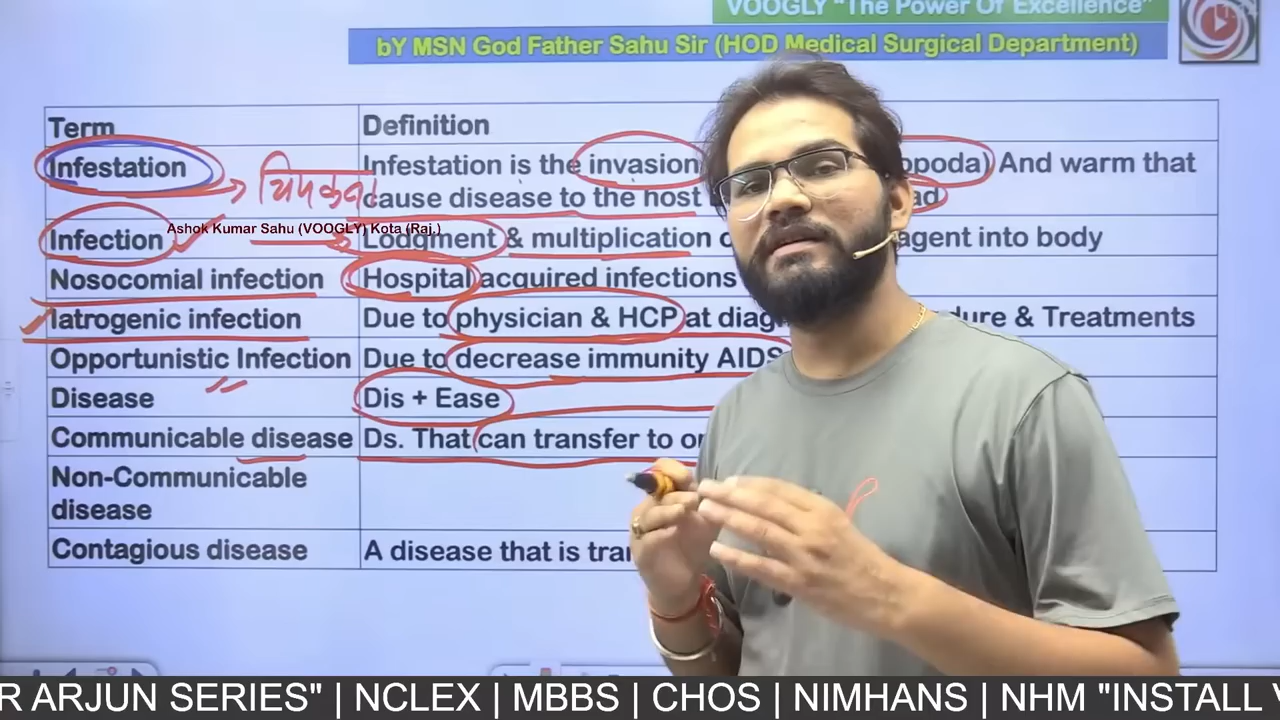 VOOGLY "The Power Of Excellence"
bY MSN God Father Sahu Sir (HOD Medical Surgical Department)
Term Definition
Infestation Infestation is the invasion opoda) And warm that
चिपकना
cause disease to the host ad
Ashok Kumar Sahu (VOOGLY) Kota (Raj.)
Infection Lodgment & multiplication agent into body
Nosocomial infection Hospital acquired infections
Iatrogenic infection Due to physician & HCP at diag dure & Treatments
Opportunistic Infection Due to decrease immunity AIDS
Disease Dis + Ease
Communicable disease Ds. That can transfer to
Non-Communicable
disease
Contagious disease A disease that is tra
R ARJUN SERIES" | NCLEX | MBBS | CHOS | NIMHANS | NHM "INSTALL